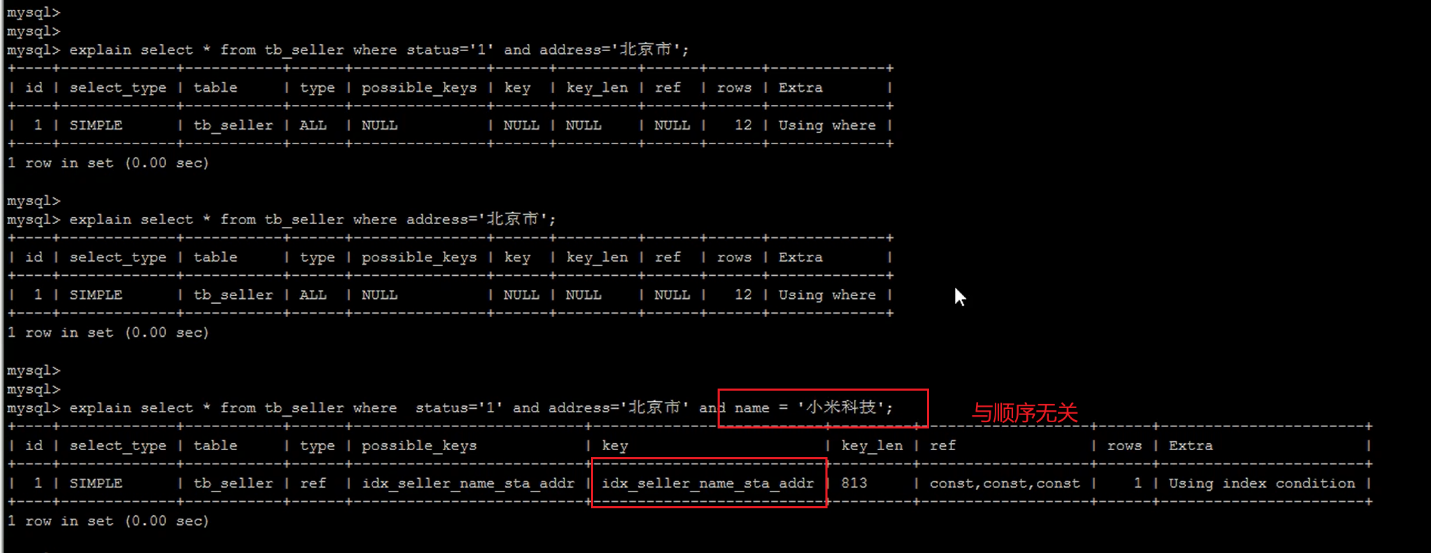 mysql>
mysql>
mysql> explain select * from tb_seller where status='1' and address='北京市';
+----+-------------+-----------+------+---------------+------+---------+------+------+-------------+
| id | select_type | table     | type | possible_keys | key  | key_len | ref  | rows | Extra       |
+----+-------------+-----------+------+---------------+------+---------+------+------+-------------+
|  1 | SIMPLE      | tb_seller | ALL  | NULL          | NULL | NULL    | NULL |   12 | Using where |
+----+-------------+-----------+------+---------------+------+---------+------+------+-------------+
1 row in set (0.00 sec)
mysql>
mysql> explain select * from tb_seller where address='北京市';
+----+-------------+-----------+------+---------------+------+---------+------+------+-------------+
| id | select_type | table     | type | possible_keys | key  | key_len | ref  | rows | Extra       |
+----+-------------+-----------+------+---------------+------+---------+------+------+-------------+
|  1 | SIMPLE      | tb_seller | ALL  | NULL          | NULL | NULL    | NULL |   12 | Using where |
+----+-------------+-----------+------+---------------+------+---------+------+------+-------------+
1 row in set (0.00 sec)
mysql>
mysql>
mysql> explain select * from tb_seller where  status='1' and address='北京市' and name = '小米科技'; 与顺序无关
+----+-------------+-----------+------+--------------------------+--------------------------+---------+-------------------+------+-----------------------+
| id | select_type | table     | type | possible_keys            | key                      | key_len | ref               | rows | Extra                 |
+----+-------------+-----------+------+--------------------------+--------------------------+---------+-------------------+------+-----------------------+
|  1 | SIMPLE      | tb_seller | ref  | idx_seller_name_sta_addr | idx_seller_name_sta_addr | 813     | const,const,const |    1 | Using index condition |
+----+-------------+-----------+------+--------------------------+--------------------------+---------+-------------------+------+-----------------------+
1 row in set (0.00 sec)